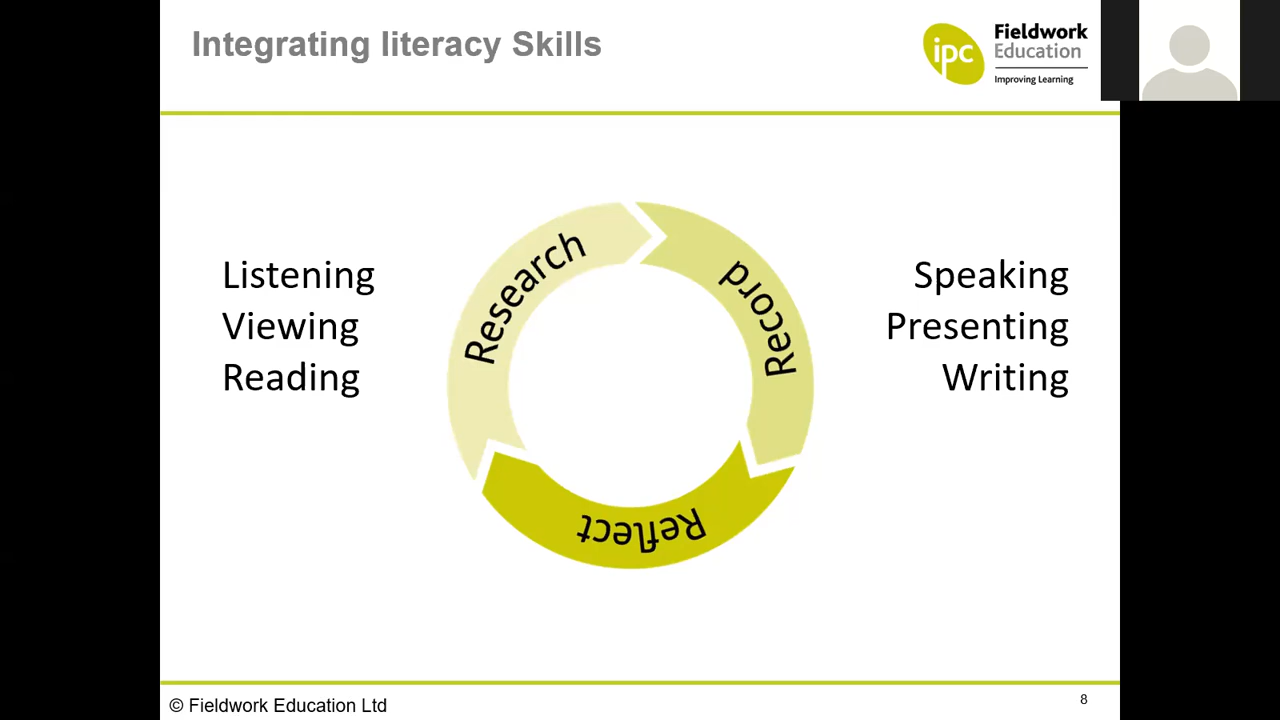 Integrating literacy Skills
ipc
Fieldwork
Education
Improving Learning
Listening
Viewing
Reading
Research
Record
Reflect
Speaking
Presenting
Writing
© Fieldwork Education Ltd
8